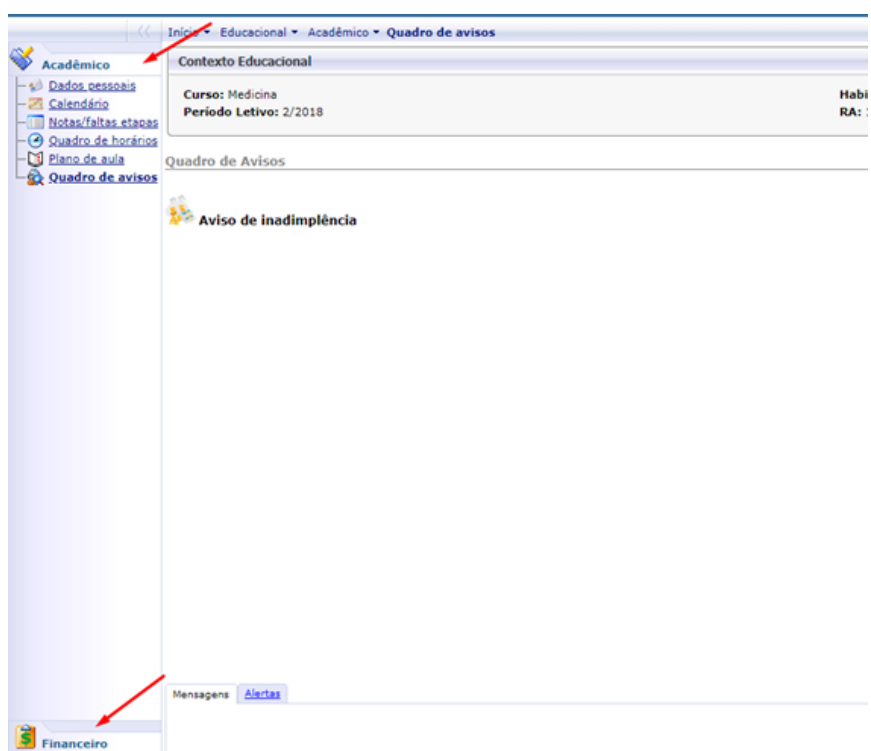 Início Educacional Acadêmico Quadro de avisos
Acadêmico
Dados pessoais
Calendário
Notas/faltas etapas
Quadro de horários
Plano de aula
Quadro de avisos
Contexto Educacional
Curso: Medicina
Período Letivo: 2/2018
Habi
RA:
Quadro de Avisos
Aviso de inadimplência
Mensagens Alertas
Financeiro